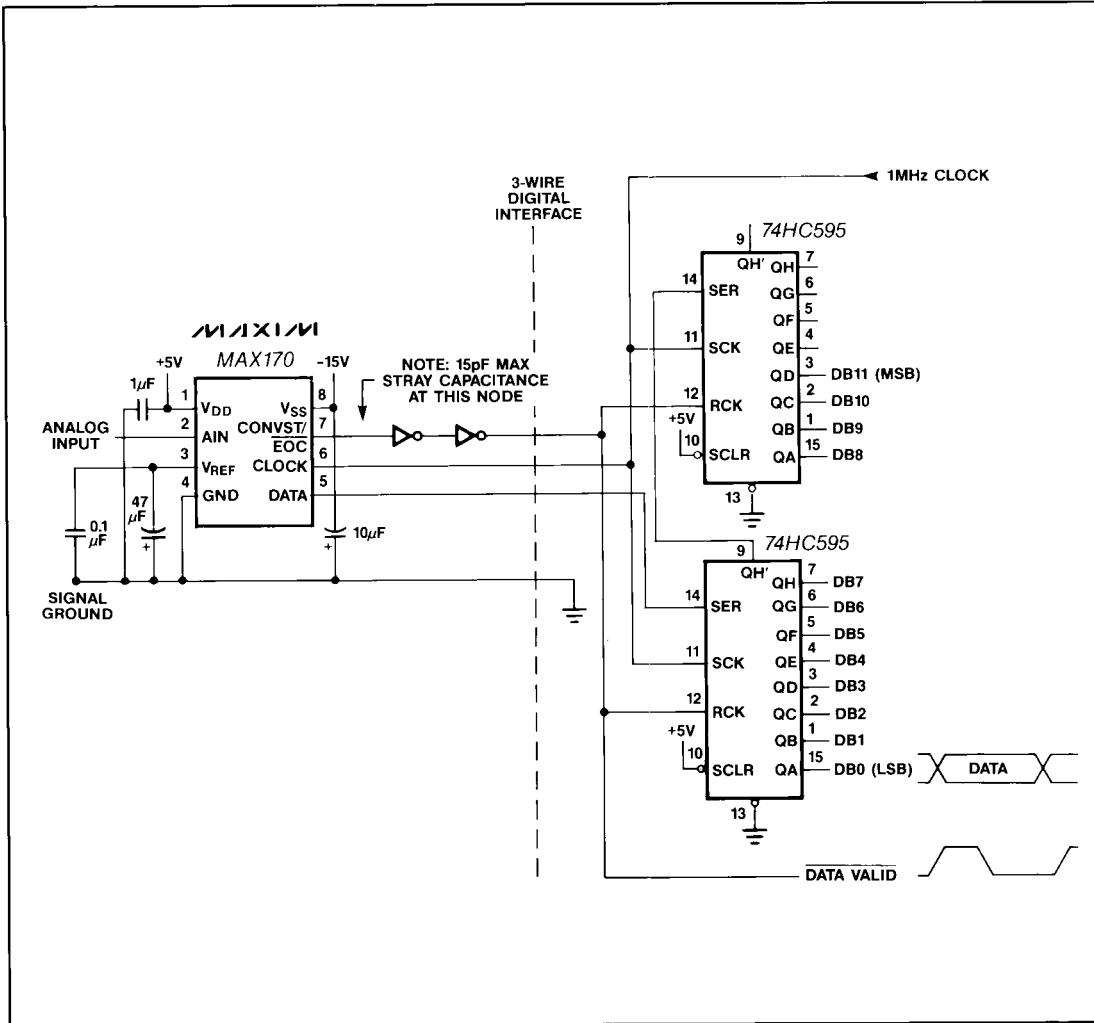 1MHz CLOCK
3-WIRE
DIGITAL
INTERFACE
MAXIM
MAX170
+5V
-15V
1µF
NOTE: 15pF MAX
STRAY CAPACITANCE
AT THIS NODE
ANALOG
INPUT
1
VDD
2
AIN
3
VREF
4
GND
8
VSS
7
CONVST/
EOC
6
CLOCK
5
DATA
0.1
µF
47
µF
+
+
10µF
SIGNAL
GROUND
74HC595
9
QH'
14
SER
11
SCK
12
RCK
+5V
10
SCLR
13
QH 7
QG 6
QF 5
QE 4
QD 3 DB11 (MSB)
QC 2 DB10
QB 1 DB9
QA 15 DB8
74HC595
9
QH'
14
SER
11
SCK
12
RCK
+5V
10
SCLR
13
QH 7 DB7
QG 6 DB6
QF 5 DB5
QE 4 DB4
QD 3 DB3
QC 2 DB2
QB 1 DB1
QA 15 DB0 (LSB)
DATA
DATA VALID